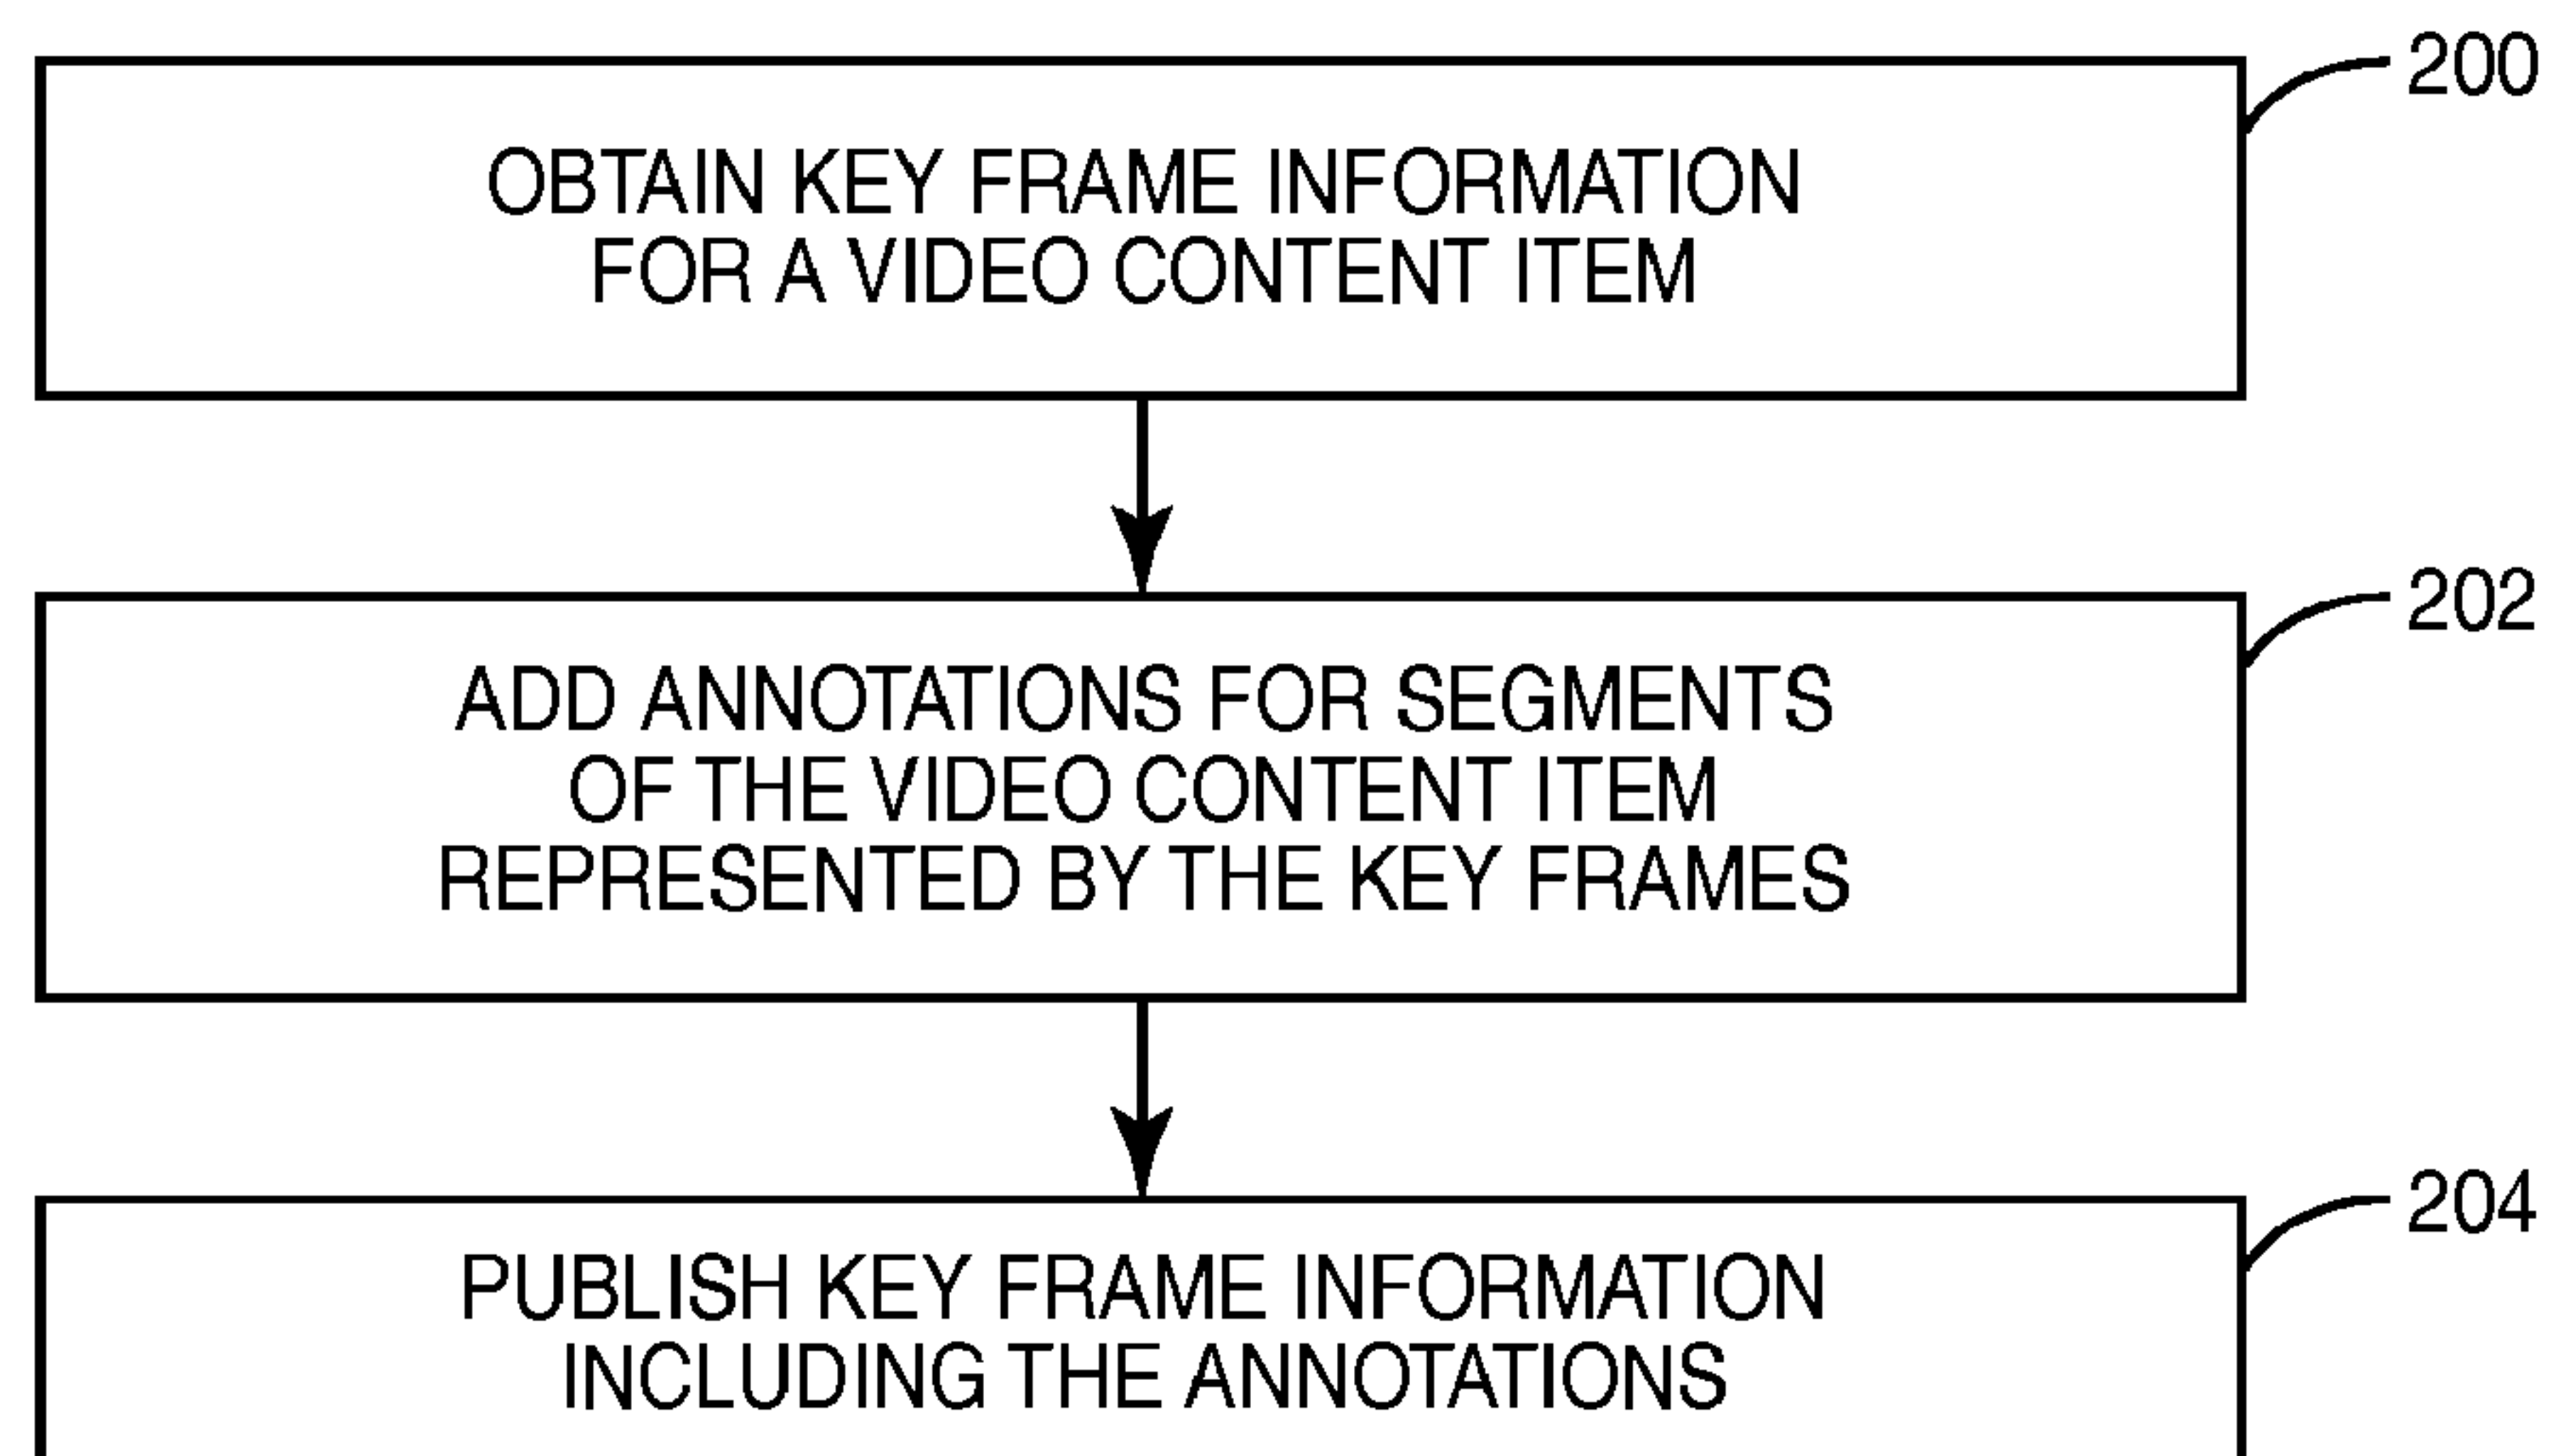 200
OBTAIN KEY FRAME INFORMATION
FOR A VIDEO CONTENT ITEM
202
ADD ANNOTATIONS FOR SEGMENTS
OF THE VIDEO CONTENT ITEM
REPRESENTED BY THE KEY FRAMES
204
PUBLISH KEY FRAME INFORMATION
INCLUDING THE ANNOTATIONS